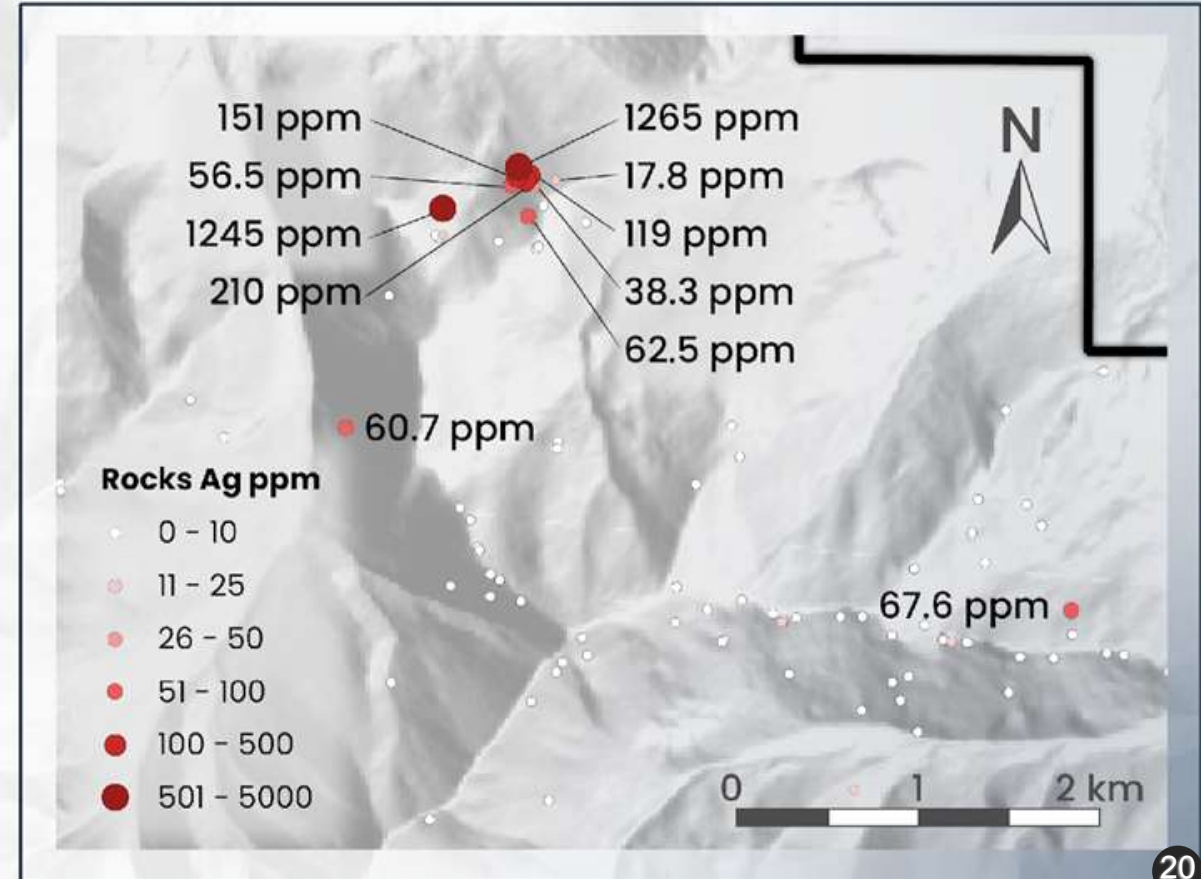 151 ppm
56.5 ppm
1245 ppm
210 ppm
1265 ppm
17.8 ppm
119 ppm
38.3 ppm
62.5 ppm
N
60.7 ppm
67.6 ppm
Rocks Ag ppm
0 - 10
11 - 25
26 - 50
51 - 100
100 - 500
501 - 5000
0 1 2 km
20